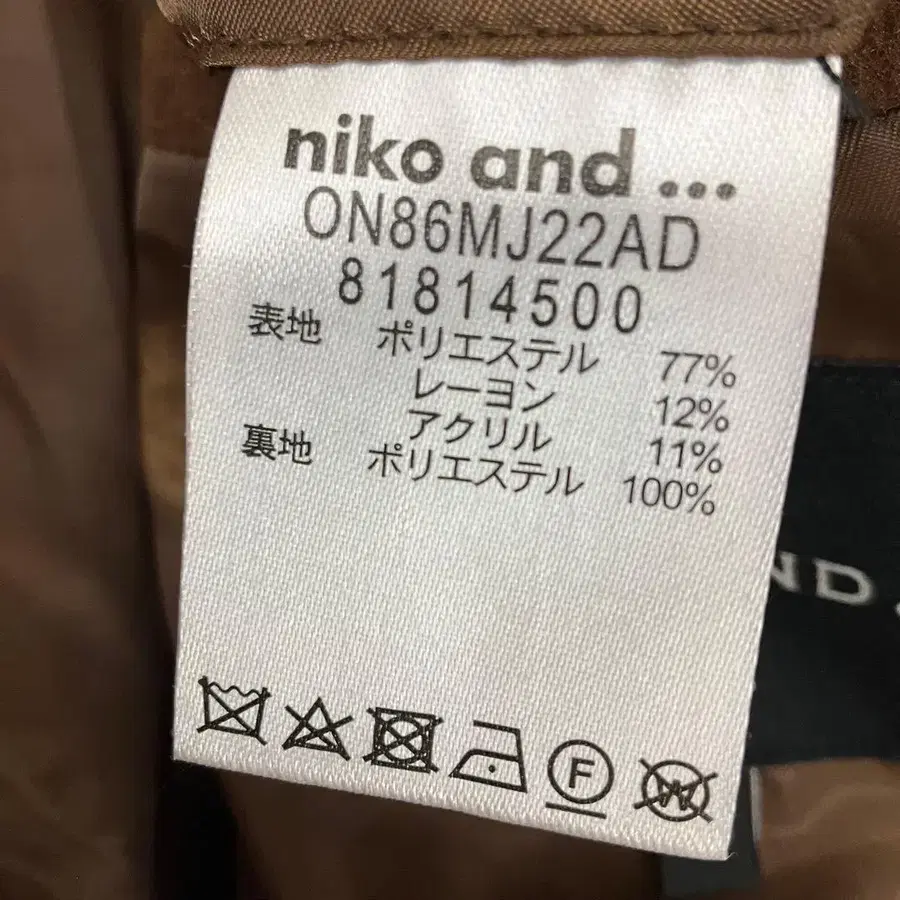 niko and ...
ON86MJ22AD
81814500
表地 ポリエステル 77%
レーヨン 12%
アクリル 11%
裏地 ポリエステル 100%
F
W
ND